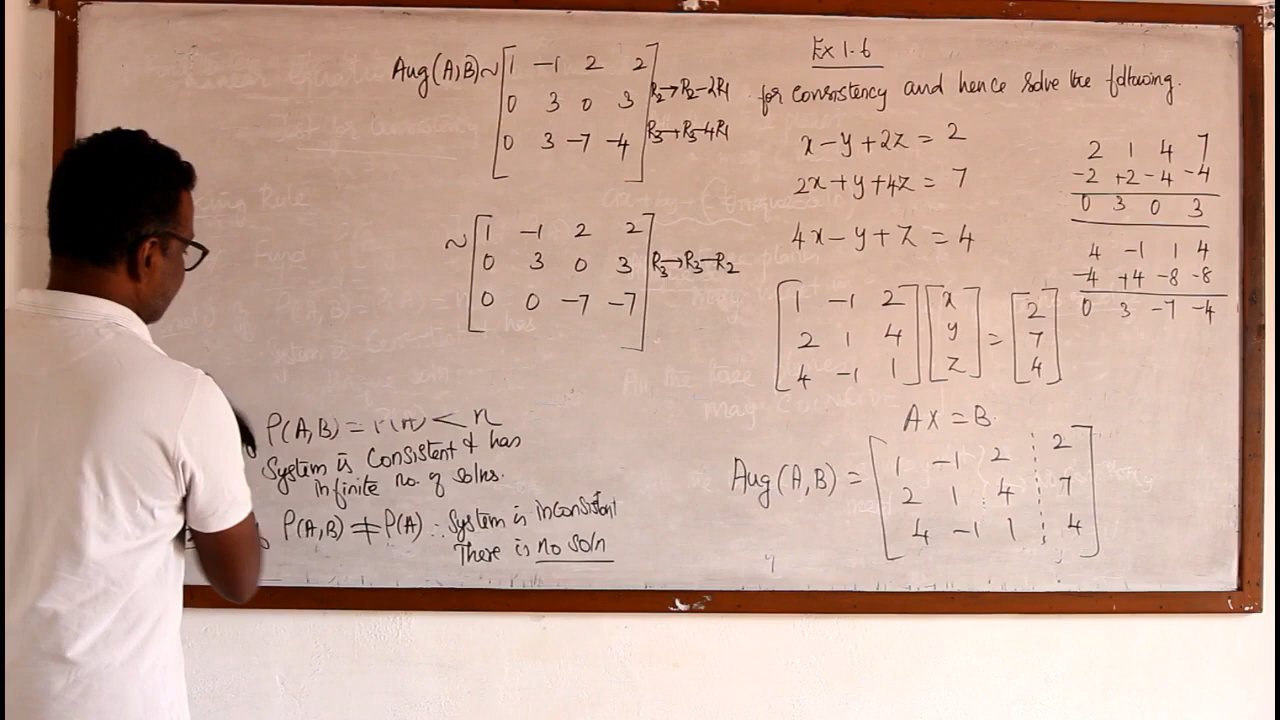 Aug(A,B) ~ [1 -1 2 2
0 3 0 3 R₂→R₂-2R₁
0 3 -7 -4] R₃→R₃-4R₁
~ [1 -1 2 2
0 3 0 3 R₃→R₃-R₂
0 0 -7 -7]
ρ(A,B) = ρ(A) < n
System is Consistent & has
infinite no. of solns.
ρ(A,B) ≠ ρ(A) ∴ System is inconsistent
There is no soln
Ex 1.6
for consistency and hence solve the following.
x - y + 2z = 2
2x + y + 4z = 7
4x - y + z = 4
[1 -1 2] [x] = [2]
[2 1 4] [y] [7]
[4 -1 1] [z] [4]
AX = B
Aug(A,B) = [1 -1 2 ¦ 2
2 1 4 ¦ 7
4 -1 1 ¦ 4]
2 1 4 7
-2 +2 -4 -4
0 3 0 3
4 -1 1 4
-4 +4 -8 -8
0 3 -7 -4